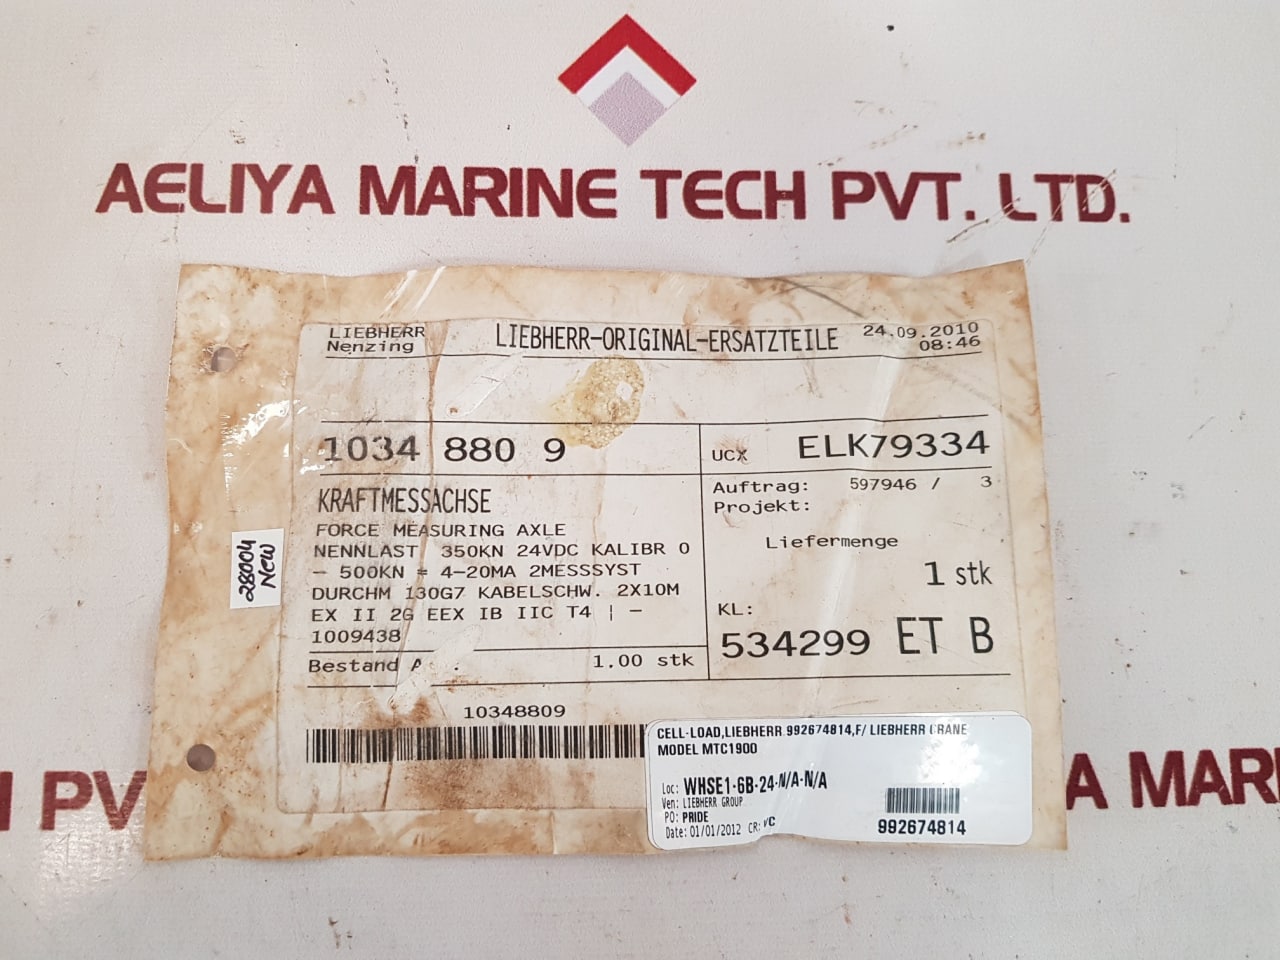 AELIYA MARINE TECH PVT. LTD.
LIEBHERR
Nenzing
LIEBHERR-ORIGINAL-ERSATZTEILE
24.09.2010
08:46
1034 880 9
UCX ELK79334
KRAFTMESSACHSE
FORCE MEASURING AXLE
NENNLAST 350KN 24VDC KALIBR 0
- 500KN = 4-20MA 2MESSSYST
DURCHM 130G7 KABELSCHW. 2X10M
EX II 2G EEX IB IIC T4 ¦ -
1009438
Bestand 1.00 stk
Auftrag: 597946 / 3
Projekt:
Liefermenge
1 stk
KL:
534299 ET B
28004
New
10348809
CELL-LOAD,LIEBHERR 992674814,F/ LIEBHERR CRANE
MODEL MTC1900
Loc: WHSE1-6B-24-N/A-N/A
Ven: LIEBHERR GROUP
PO: PRIDE
Date: 01/01/2012 CR: VC
992674814
H PV
A MARI